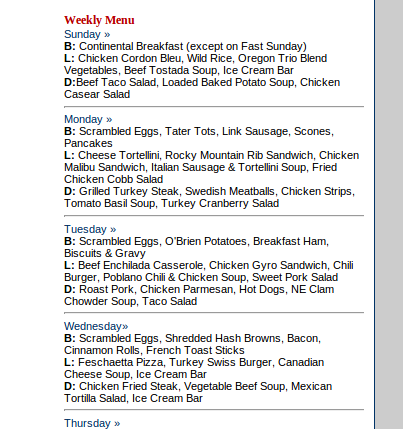 Weekly Menu
Sunday »
B: Continental Breakfast (except on Fast Sunday)
L: Chicken Cordon Bleu, Wild Rice, Oregon Trio Blend
Vegetables, Beef Tostada Soup, Ice Cream Bar
D:Beef Taco Salad, Loaded Baked Potato Soup, Chicken
Casear Salad
Monday »
B: Scrambled Eggs, Tater Tots, Link Sausage, Scones,
Pancakes
L: Cheese Tortellini, Rocky Mountain Rib Sandwich, Chicken
Malibu Sandwich, Italian Sausage & Tortellini Soup, Fried
Chicken Cobb Salad
D: Grilled Turkey Steak, Swedish Meatballs, Chicken Strips,
Tomato Basil Soup, Turkey Cranberry Salad
Tuesday »
B: Scrambled Eggs, O'Brien Potatoes, Breakfast Ham,
Biscuits & Gravy
L: Beef Enchilada Casserole, Chicken Gyro Sandwich, Chili
Burger, Poblano Chili & Chicken Soup, Sweet Pork Salad
D: Roast Pork, Chicken Parmesan, Hot Dogs, NE Clam
Chowder Soup, Taco Salad
Wednesday»
B: Scrambled Eggs, Shredded Hash Browns, Bacon,
Cinnamon Rolls, French Toast Sticks
L: Feschaetta Pizza, Turkey Swiss Burger, Canadian
Cheese Soup, Ice Cream Bar
D: Chicken Fried Steak, Vegetable Beef Soup, Mexican
Tortilla Salad, Ice Cream Bar
Thursday »